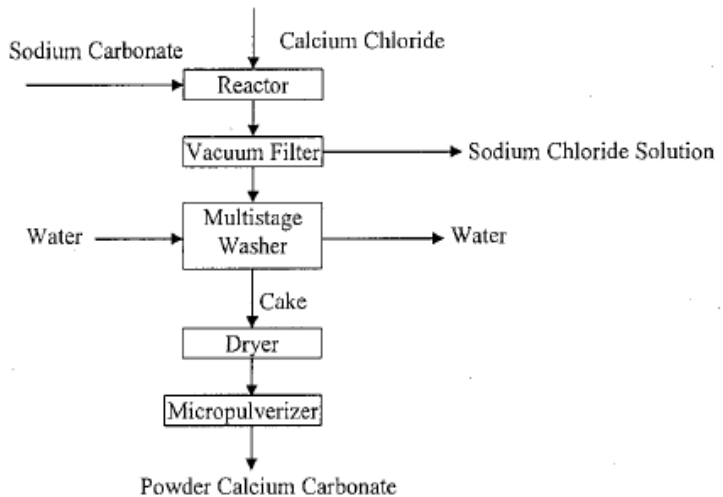 Calcium Chloride
Sodium Carbonate
Reactor
Vacuum Filter
Sodium Chloride Solution
Multistage
Washer
Water
Water
Cake
Dryer
Micropulverizer
Powder Calcium Carbonate